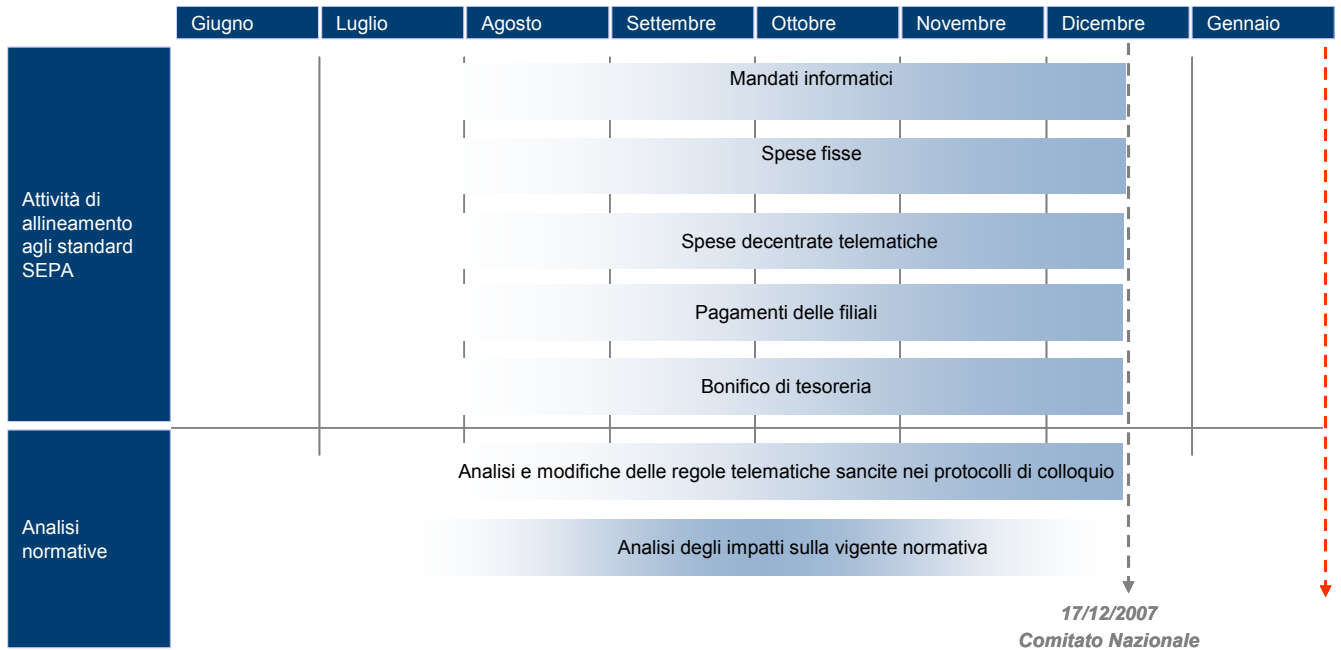 Giugno
Luglio
Agosto
Settembre
Ottobre
Novembre
Dicembre
Gennaio
Attività di
allineamento
agli standard
SEPA
Mandati informatici
Spese fisse
Spese decentrate telematiche
Pagamenti delle filiali
Bonifico di tesoreria
Analisi
normative
Analisi e modifiche delle regole telematiche sancite nei protocolli di colloquio
Analisi degli impatti sulla vigente normativa
17/12/2007
Comitato Nazionale